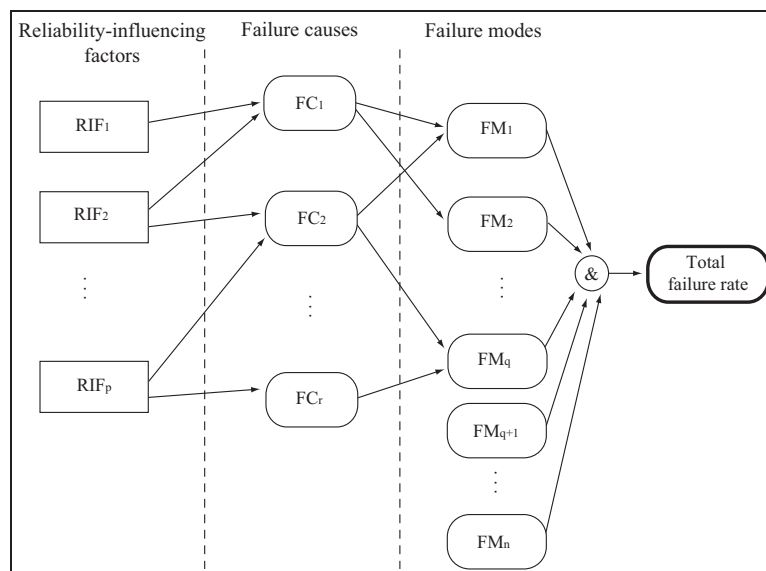 Reliability-influencing
factors
Failure causes
Failure modes
RIF1
RIF2
⋮
RIFp
FC1
FC2
⋮
FCr
FM1
FM2
⋮
FMq
FMq+1
⋮
FMn
&
Total
failure rate